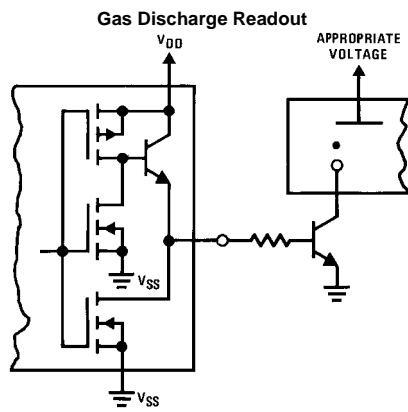 Gas Discharge Readout
VDD
APPROPRIATE
VOLTAGE
VSS
VSS